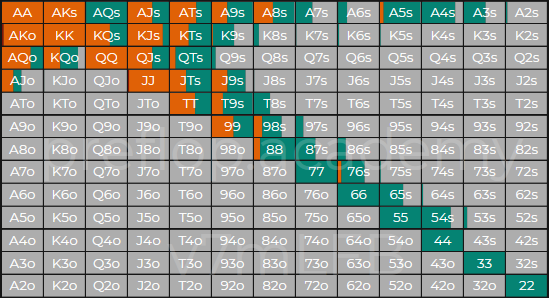 AA AKs AQs AJs ATs A9s A8s A7s A6s A5s A4s A3s A2s
AKo KK KQs KJs KTs K9s K8s K7s K6s K5s K4s K3s K2s
AQo KQo QQ QJs QTs Q9s Q8s Q7s Q6s Q5s Q4s Q3s Q2s
AJo KJo QJo JJ JTs J9s J8s J7s J6s J5s J4s J3s J2s
ATo KTo QTo JTo TT T9s T8s T7s T6s T5s T4s T3s T2s
A9o K9o Q9o J9o T9o 99 98s 97s 96s 95s 94s 93s 92s
A8o K8o Q8o J8o T8o 98o 88 87s 86s 85s 84s 83s 82s
A7o K7o Q7o J7o T7o 97o 87o 77 76s 75s 74s 73s 72s
A6o K6o Q6o J6o T6o 96o 86o 76o 66 65s 64s 63s 62s
A5o K5o Q5o J5o T5o 95o 85o 75o 65o 55 54s 53s 52s
A4o K4o Q4o J4o T4o 94o 84o 74o 64o 54o 44 43s 42s
A3o K3o Q3o J3o T3o 93o 83o 73o 63o 53o 43o 33 32s
A2o K2o Q2o J2o T2o 92o 82o 72o 62o 52o 42o 32o 22